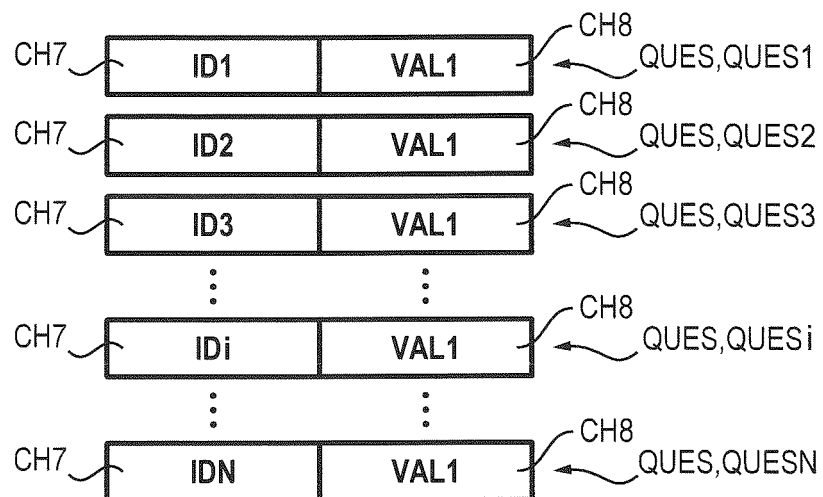 CH7 ID1 VAL1 CH8 QUES,QUES1
CH7 ID2 VAL1 CH8 QUES,QUES2
CH7 ID3 VAL1 CH8 QUES,QUES3
CH7 IDi VAL1 CH8 QUES,QUESi
CH7 IDN VAL1 CH8 QUES,QUESN